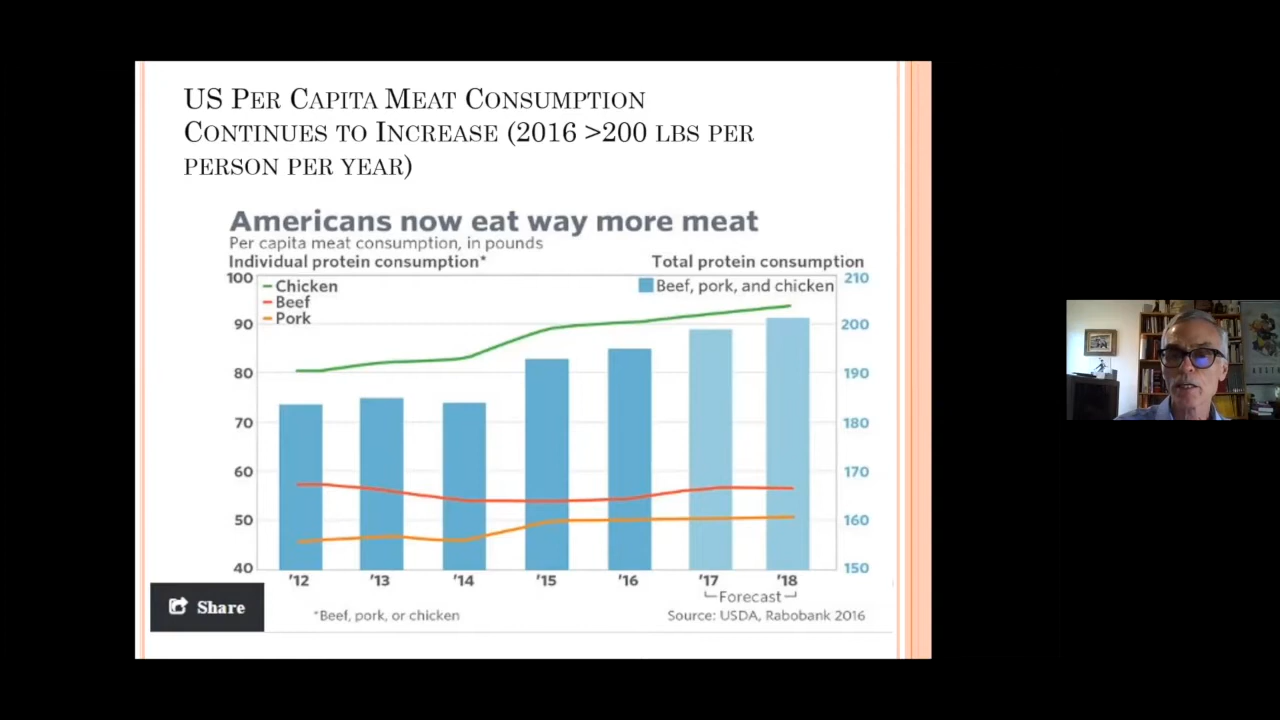 US Per Capita Meat Consumption
Continues to Increase (2016 >200 lbs per
person per year)
Americans now eat way more meat
Per capita meat consumption, in pounds
Individual protein consumption*
Total protein consumption
100
210
Chicken
Beef, pork, and chicken
Beef
Pork
90
200
80
190
70
180
60
170
50
160
40
150
'12
'13
'14
'15
'16
'17
'18
Forecast
Share
*Beef, pork, or chicken
Source: USDA, Rabobank 2016